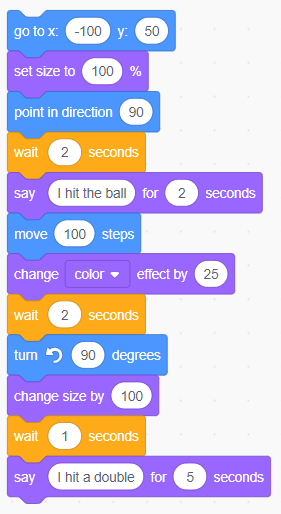 go to x: -100 y: 50
set size to 100 %
point in direction 90
wait 2 seconds
say I hit the ball for 2 seconds
move 100 steps
change color effect by 25
wait 2 seconds
turn 90 degrees
change size by 100
wait 1 seconds
say I hit a double for 5 seconds